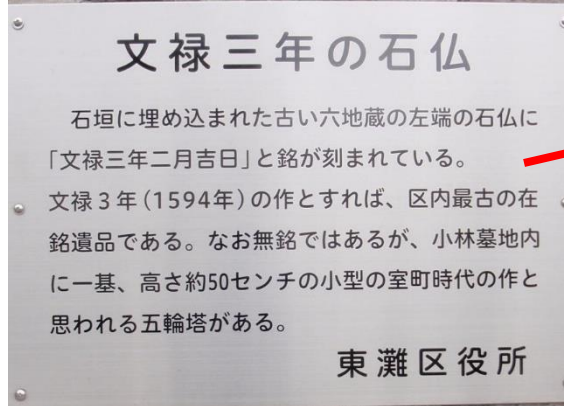 文禄三年の石仏
石垣に埋め込まれた古い六地蔵の左端の石仏に
｢文禄三年二月吉日｣と銘が刻まれている。
文禄３年(1594年)の作とすれば、区内最古の在
銘遺品である。なお無銘ではあるが、小林墓地内
に一基、高さ約50センチの小型の室町時代の作と
思われる五輪塔がある。
東灘区役所